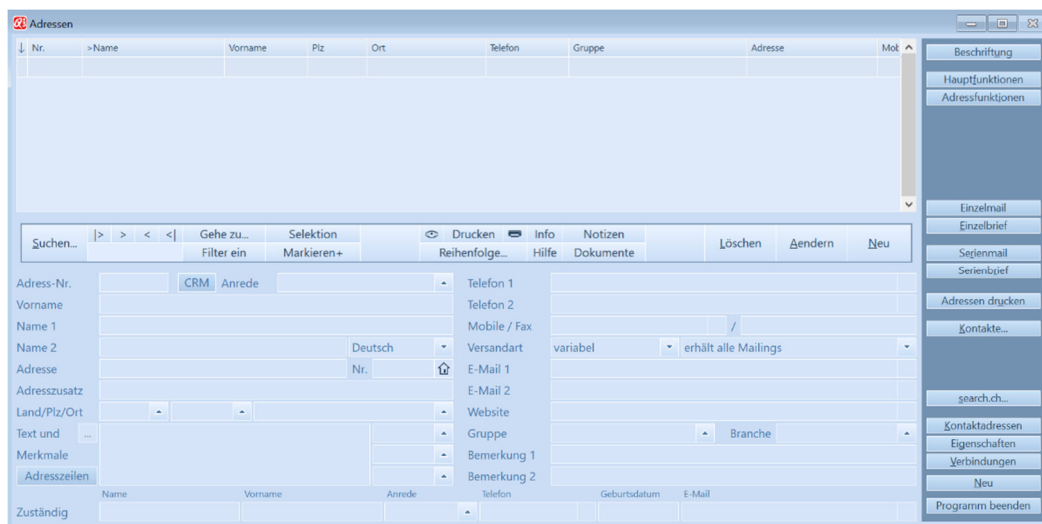 Adressen
Nr. >Name Vorname Plz Ort Telefon Gruppe Adresse Mob
Beschriftung
Hauptfunktionen
Adressfunktionen
Einzelmail
Einzelbrief
Serienmail
Serienbrief
Adressen drucken
Kontakte...
search.ch...
Kontaktadressen
Eigenschaften
Verbindungen
Neu
Programm beenden
Suchen... |> > < <| Gehe zu... Selektion Drucken Info Notizen Löschen Aendern Neu
Filter ein Markieren+ Reihenfolge... Hilfe Dokumente
Adress-Nr. CRM Anrede Telefon 1
Vorname Telefon 2
Name 1 Mobile / Fax /
Name 2 Deutsch Versandart variabel erhält alle Mailings
Adresse Nr. E-Mail 1
Adresszusatz E-Mail 2
Land/Plz/Ort Website
Text und ... Gruppe Branche
Merkmale Bemerkung 1
Adresszeilen Bemerkung 2
Name Vorname Anrede Telefon Geburtsdatum E-Mail
Zuständig